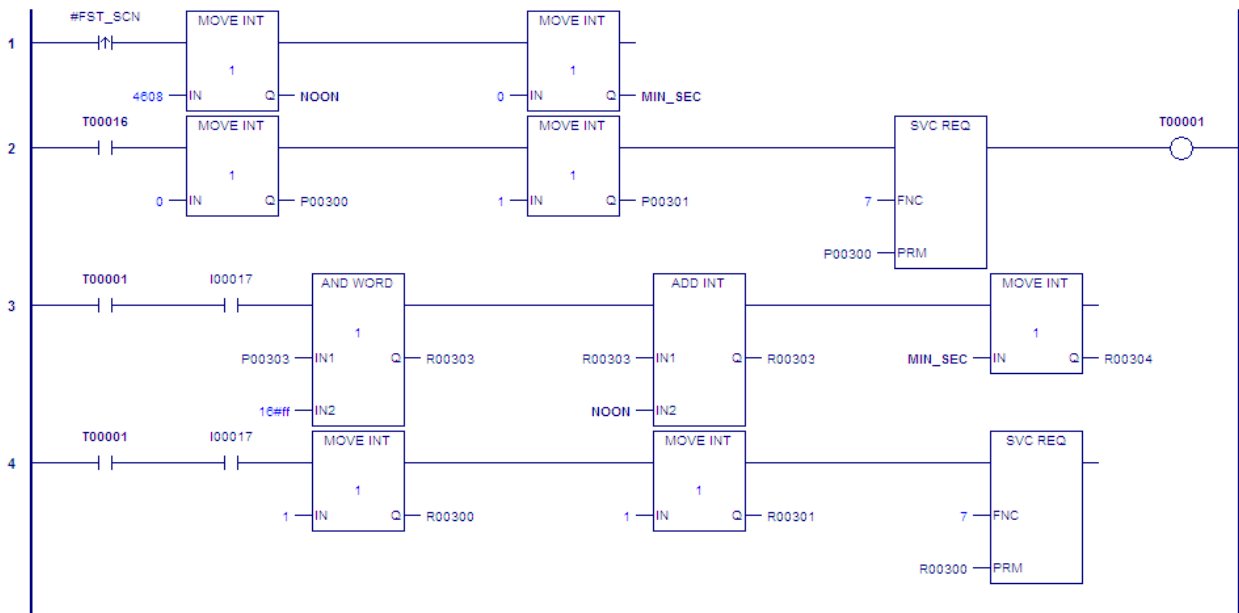 #FST_SCN MOVE INT MOVE INT
1
1 1
4608 IN Q NOON 0 IN Q MIN_SEC
T00016 MOVE INT MOVE INT SVC REQ T00001
2
1 1
0 IN Q P00300 1 IN Q P00301 7 FNC
P00300 PRM
T00001 I00017 AND WORD ADD INT MOVE INT
3
1 1 1
P00303 IN1 Q R00303 R00303 IN1 Q R00303 MIN_SEC IN Q R00304
16#ff IN2 NOON IN2
T00001 I00017 MOVE INT MOVE INT SVC REQ
4
1 1
1 IN Q R00300 1 IN Q R00301 7 FNC
R00300 PRM